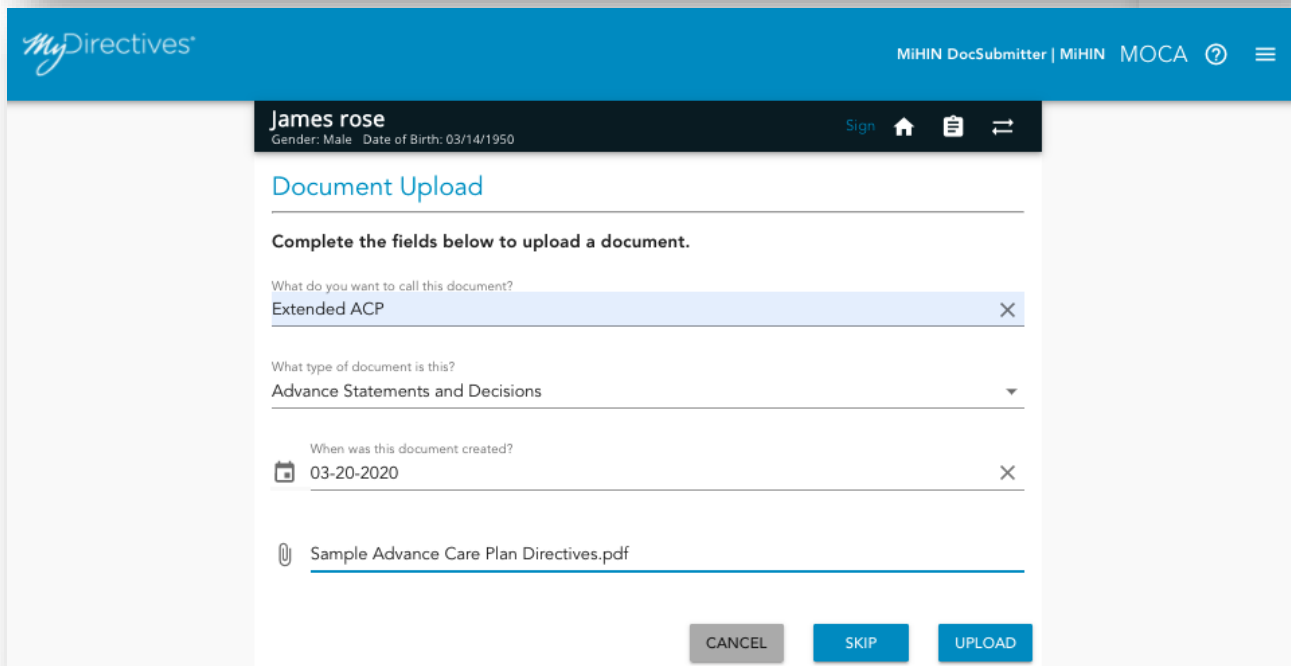 MyDirectives
MiHIN DocSubmitter | MiHIN MOCA
James rose
Gender: Male Date of Birth: 03/14/1950
Sign
Document Upload
Complete the fields below to upload a document.
What do you want to call this document?
Extended ACP
What type of document is this?
Advance Statements and Decisions
When was this document created?
03-20-2020
Sample Advance Care Plan Directives.pdf
CANCEL SKIP UPLOAD